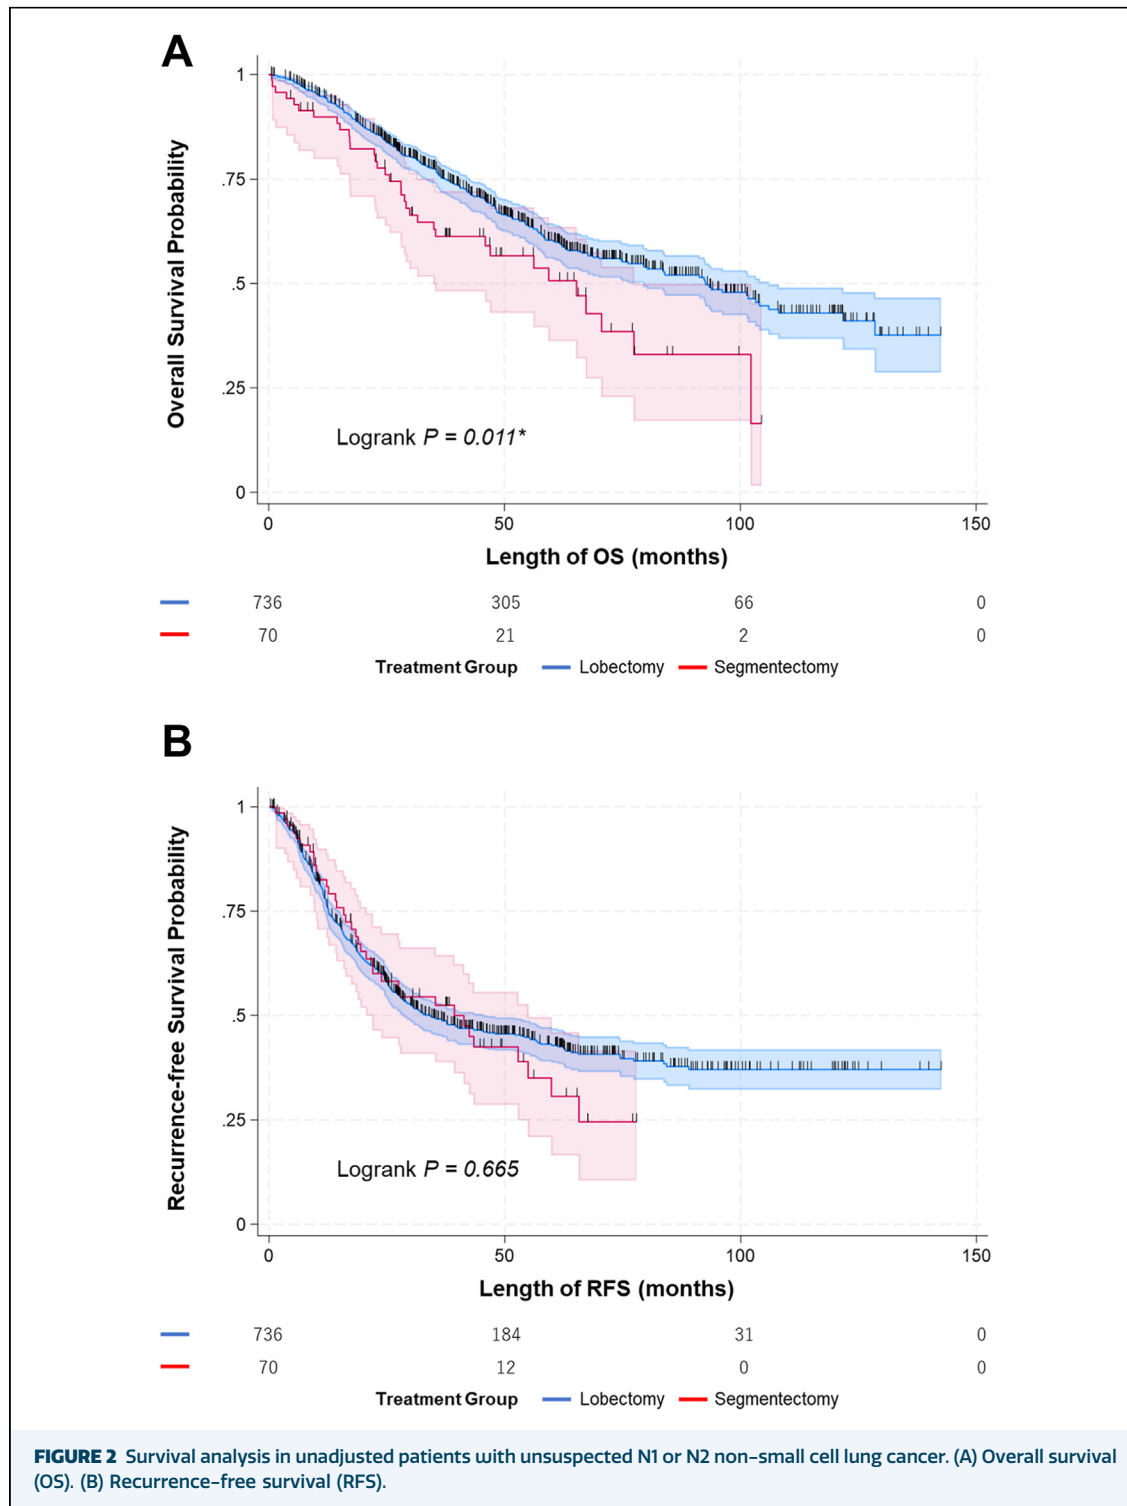 A
Overall Survival Probability
1
.75
.5
.25
0
Logrank P = 0.011*
0 50 100 150
Length of OS (months)
736 305 66 0
70 21 2 0
Treatment Group Lobectomy Segmentectomy
B
Recurrence-free Survival Probability
1
.75
.5
.25
0
Logrank P = 0.665
0 50 100 150
Length of RFS (months)
736 184 31 0
70 12 0 0
Treatment Group Lobectomy Segmentectomy
FIGURE 2 Survival analysis in unadjusted patients with unsuspected N1 or N2 non-small cell lung cancer. (A) Overall survival
(OS). (B) Recurrence-free survival (RFS).